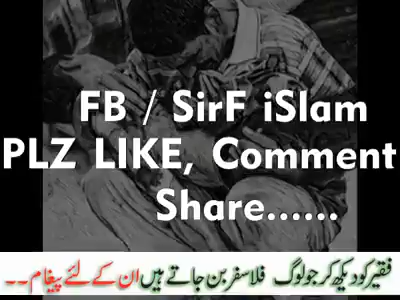 FB / SirF iSlam
PLZ LIKE, Comment
Share......
فقیر کو دیکھ کر جو لوگ فلاسفر بن جاتے ہیں ان کے لئے پیغام ۔ ۔